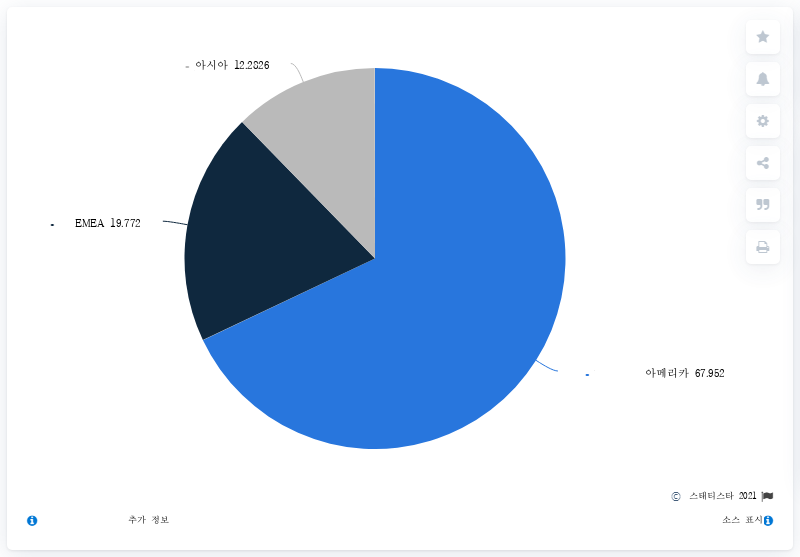 - 아시아 12.2826
- EMEA 19.772
- 아메리카 67.952
© 스태티스타 2021
추가 정보
소스 표시